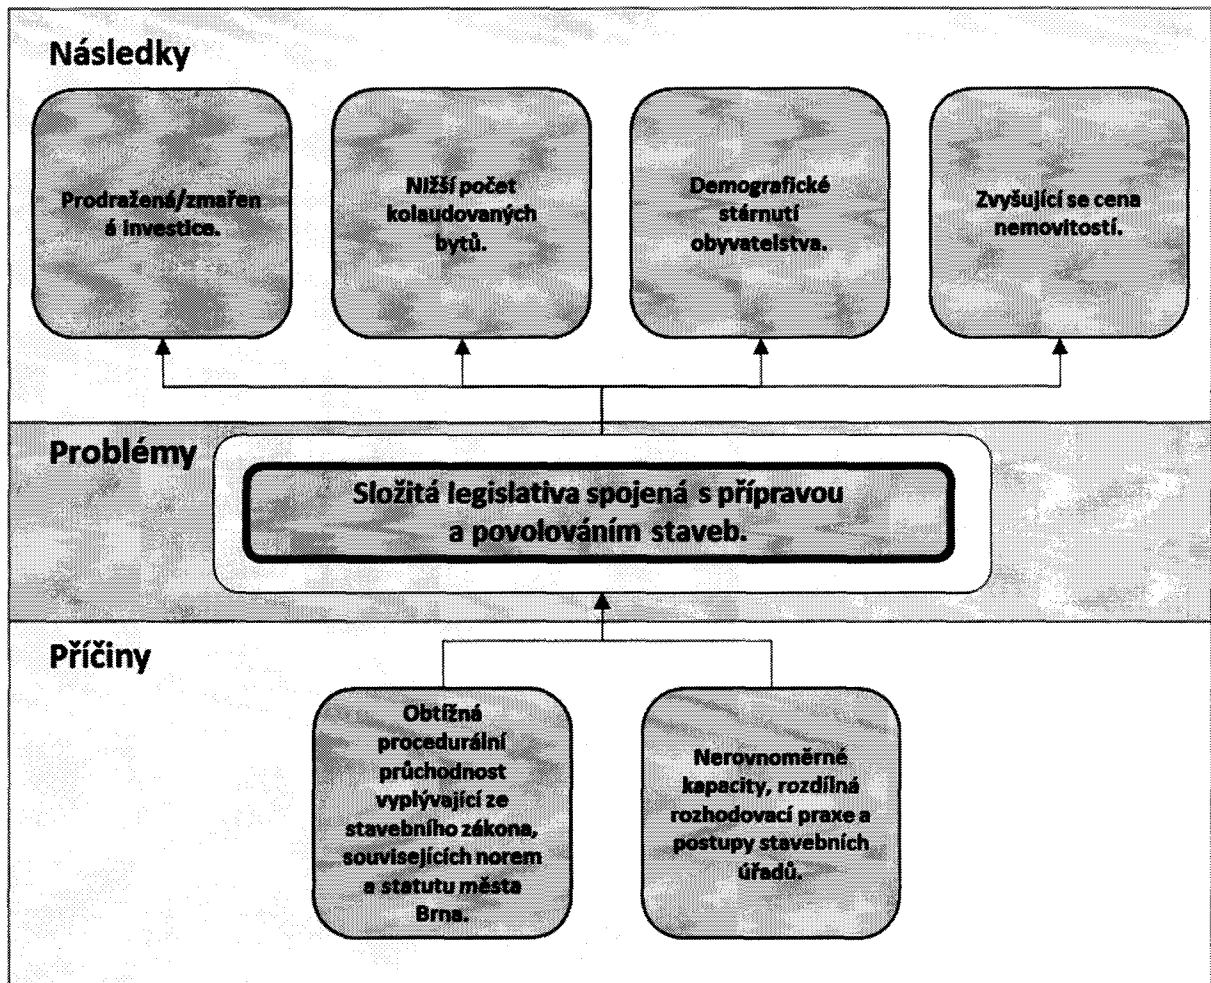 Následky
Prodražená/zmařen
á investice.
Nižší počet
kolaudovaných
bytů.
Demografické
stárnutí
obyvatelstva.
Zvyšující se cena
nemovitostí.
Problémy
Složitá legislativa spojená s přípravou
a povolováním staveb.
Příčiny
Obtížná
procedurální
průchodnost
vyplývající ze
stavebního zákona,
souvisejících norem
a statutu města
Brna.
Nerovnoměrné
kapacity, rozdílná
rozhodovací praxe a
postupy stavebních
úřadů.